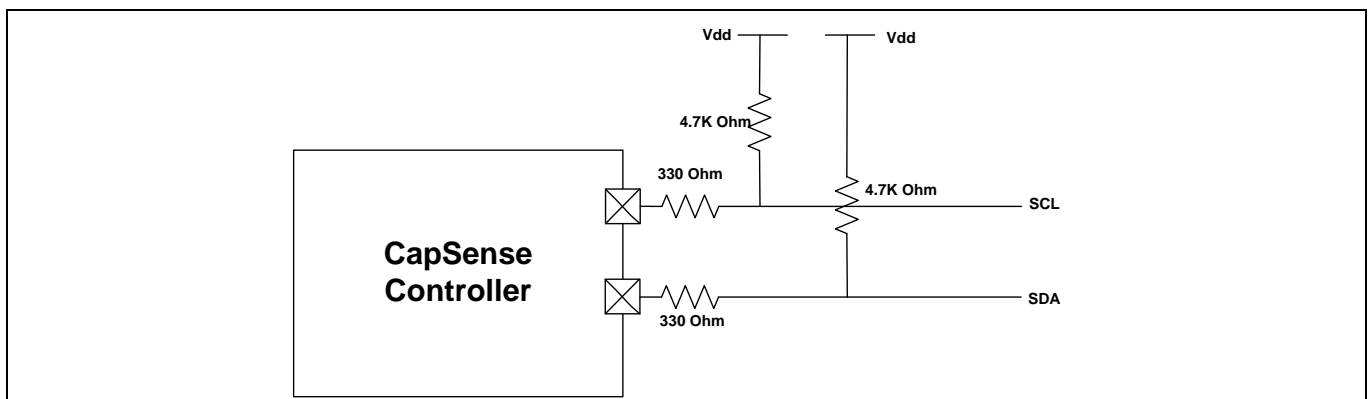 Vdd
Vdd
4.7K Ohm
330 Ohm
4.7K Ohm
SCL
CapSense
Controller
SDA
330 Ohm